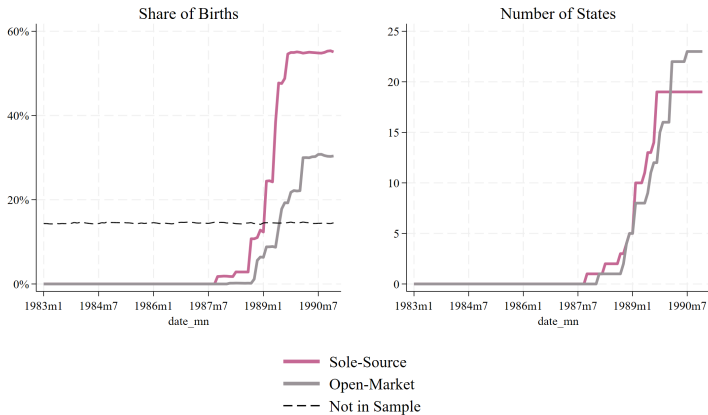 Share of Births
60%
40%
20%
0%
1983m1 1984m7 1986m1 1987m7 1989m1 1990m7
date_mn
Number of States
25
20
15
10
5
0
1983m1 1984m7 1986m1 1987m7 1989m1 1990m7
date_mn
Sole-Source
Open-Market
Not in Sample